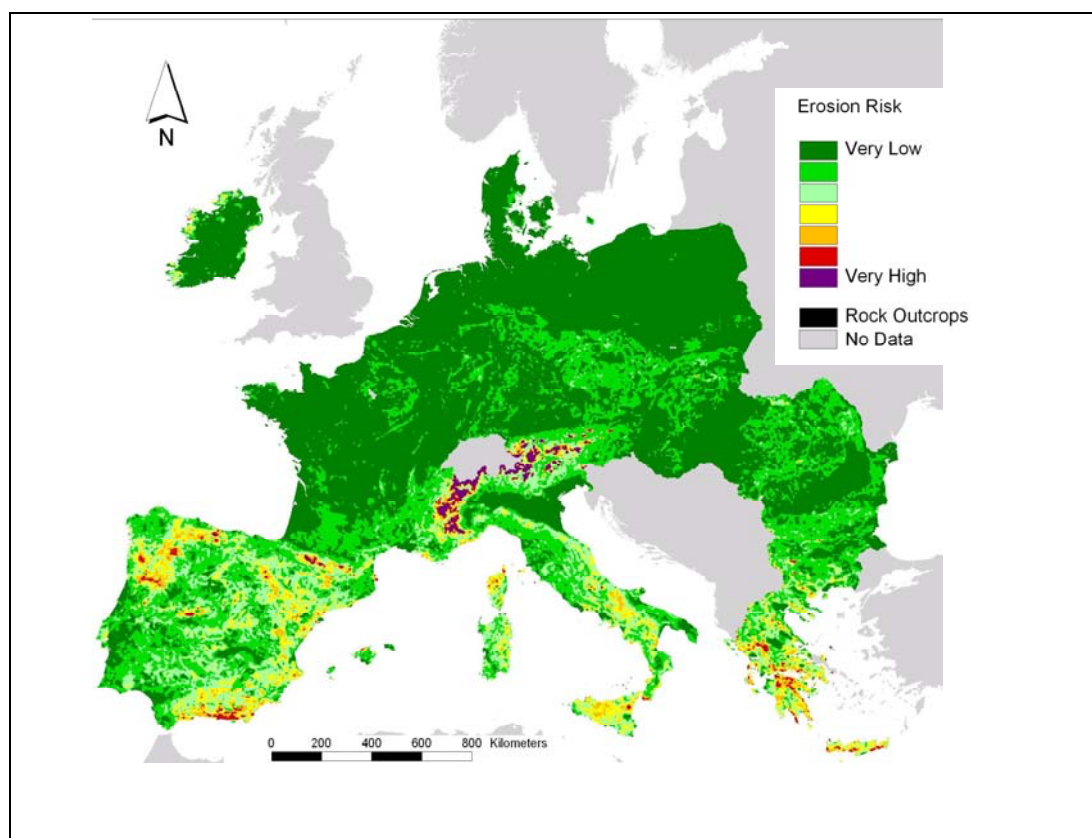 N
Erosion Risk
Very Low
Very High
Rock Outcrops
No Data
0 200 400 600 800 Kilometers